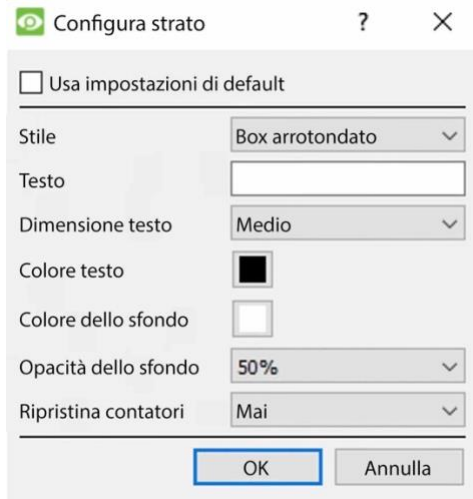 Configura strato ? ×
Usa impostazioni di default
Stile Box arrotondato
Testo
Dimensione testo Medio
Colore testo
Colore dello sfondo
Opacità dello sfondo 50%
Ripristina contatori Mai
OK Annulla